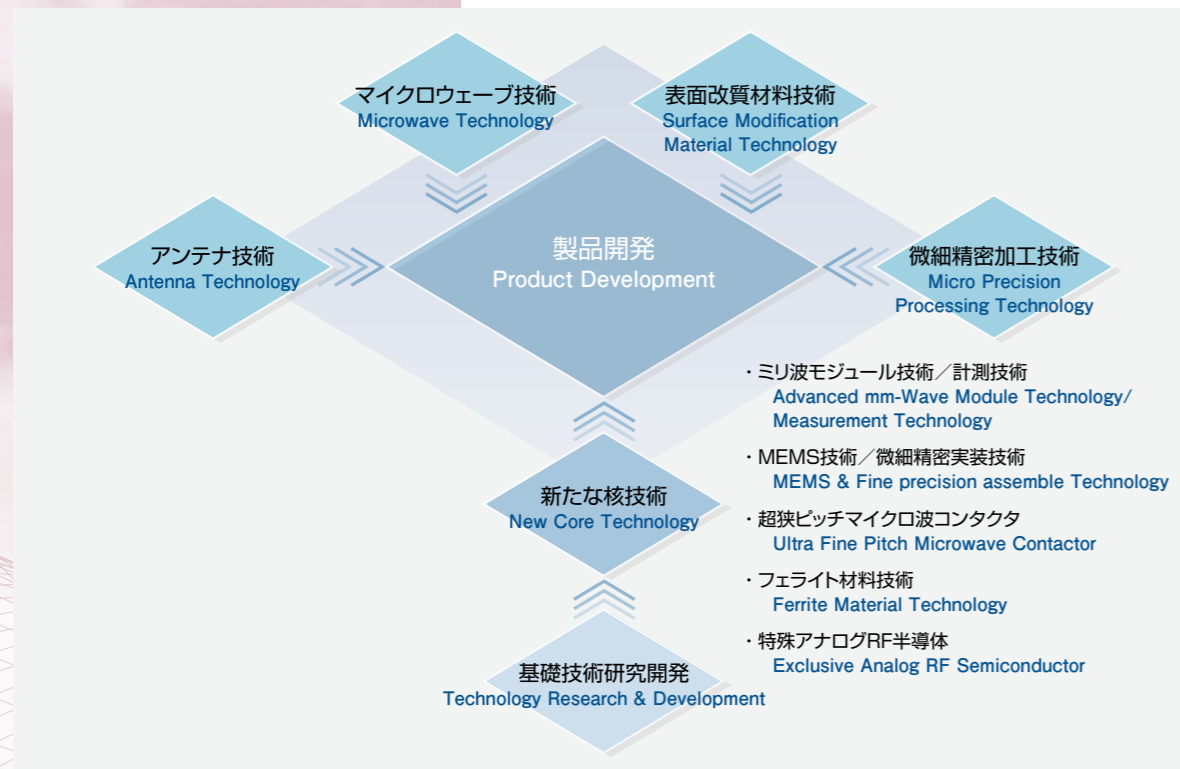 マイクロウェーブ技術
Microwave Technology
表面改質材料技術
Surface Modification
Material Technology
アンテナ技術
Antenna Technology
製品開発
Product Development
微細精密加工技術
Micro Precision
Processing Technology
・ミリ波モジュール技術／計測技術
Advanced mm-Wave Module Technology/
Measurement Technology
・MEMS技術／微細精密実装技術
MEMS & Fine precision assemble Technology
・超狭ピッチマイクロ波コンタクタ
Ultra Fine Pitch Microwave Contactor
・フェライト材料技術
Ferrite Material Technology
・特殊アナログRF半導体
Exclusive Analog RF Semiconductor
新たな核技術
New Core Technology
基礎技術研究開発
Technology Research & Development